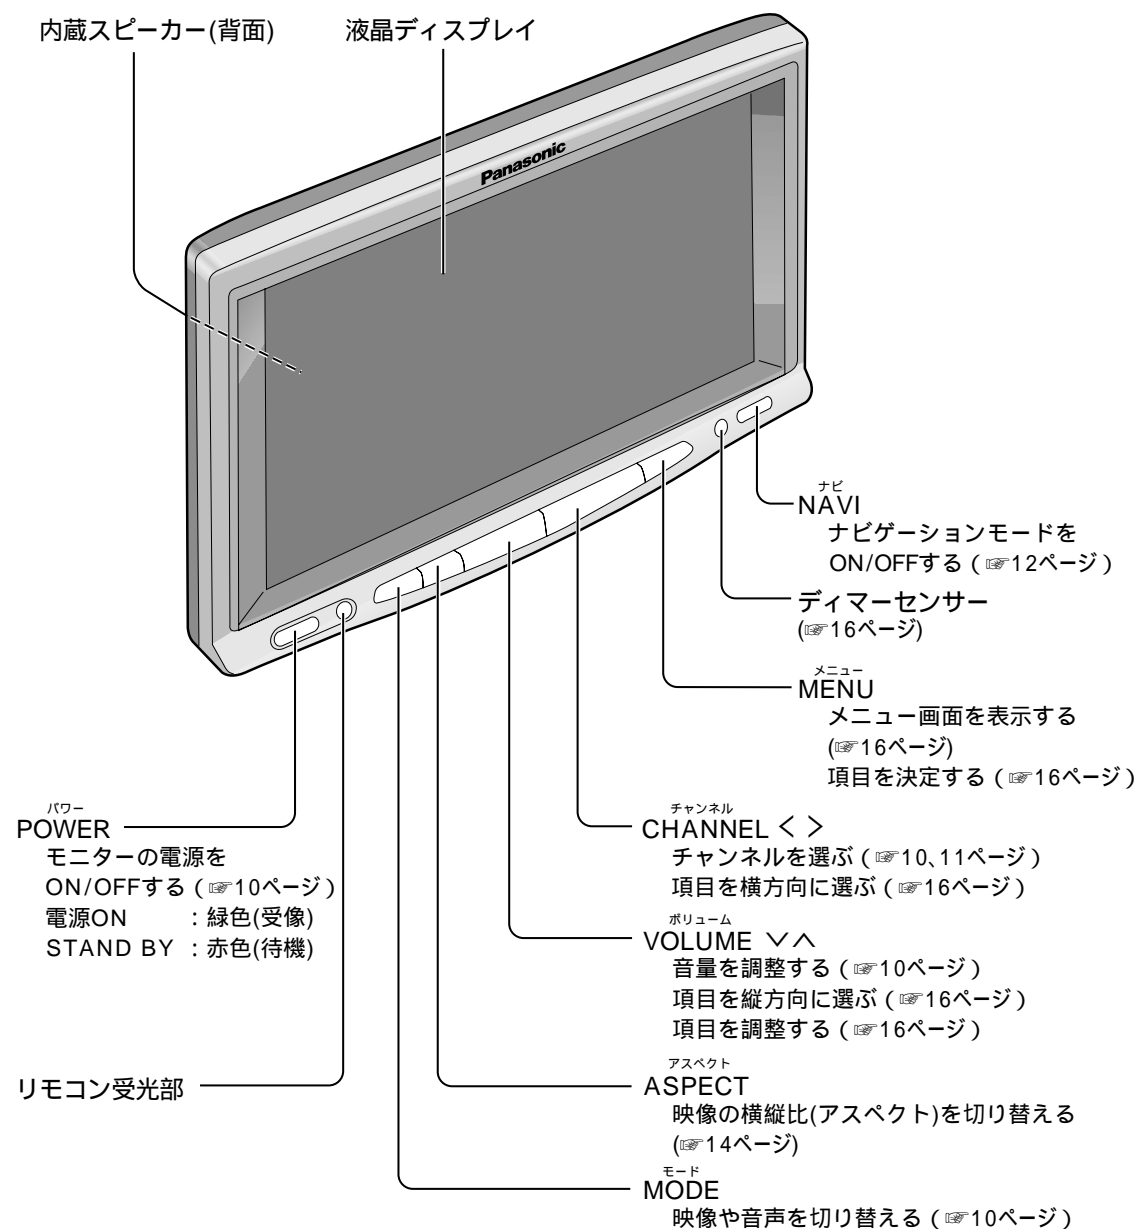 内蔵スピーカー(背面)
液晶ディスプレイ
Panasonic
ナビ
NAVI
ナビゲーションモードを
ON/OFFする(☞12ページ)
ディマーセンサー
(☞16ページ)
メニュー
MENU
メニュー画面を表示する
(☞16ページ)
項目を決定する(☞16ページ)
パワー
POWER
モニターの電源を
ON/OFFする(☞10ページ)
電源ON :緑色(受像)
STAND BY :赤色(待機)
チャンネル
CHANNEL < >
チャンネルを選ぶ(☞10、11ページ)
項目を横方向に選ぶ(☞16ページ)
ボリューム
VOLUME ∨∧
音量を調整する(☞10ページ)
項目を縦方向に選ぶ(☞16ページ)
項目を調整する(☞16ページ)
リモコン受光部
アスペクト
ASPECT
映像の横縦比(アスペクト)を切り替える
(☞14ページ)
モード
MODE
映像や音声を切り替える(☞10ページ)